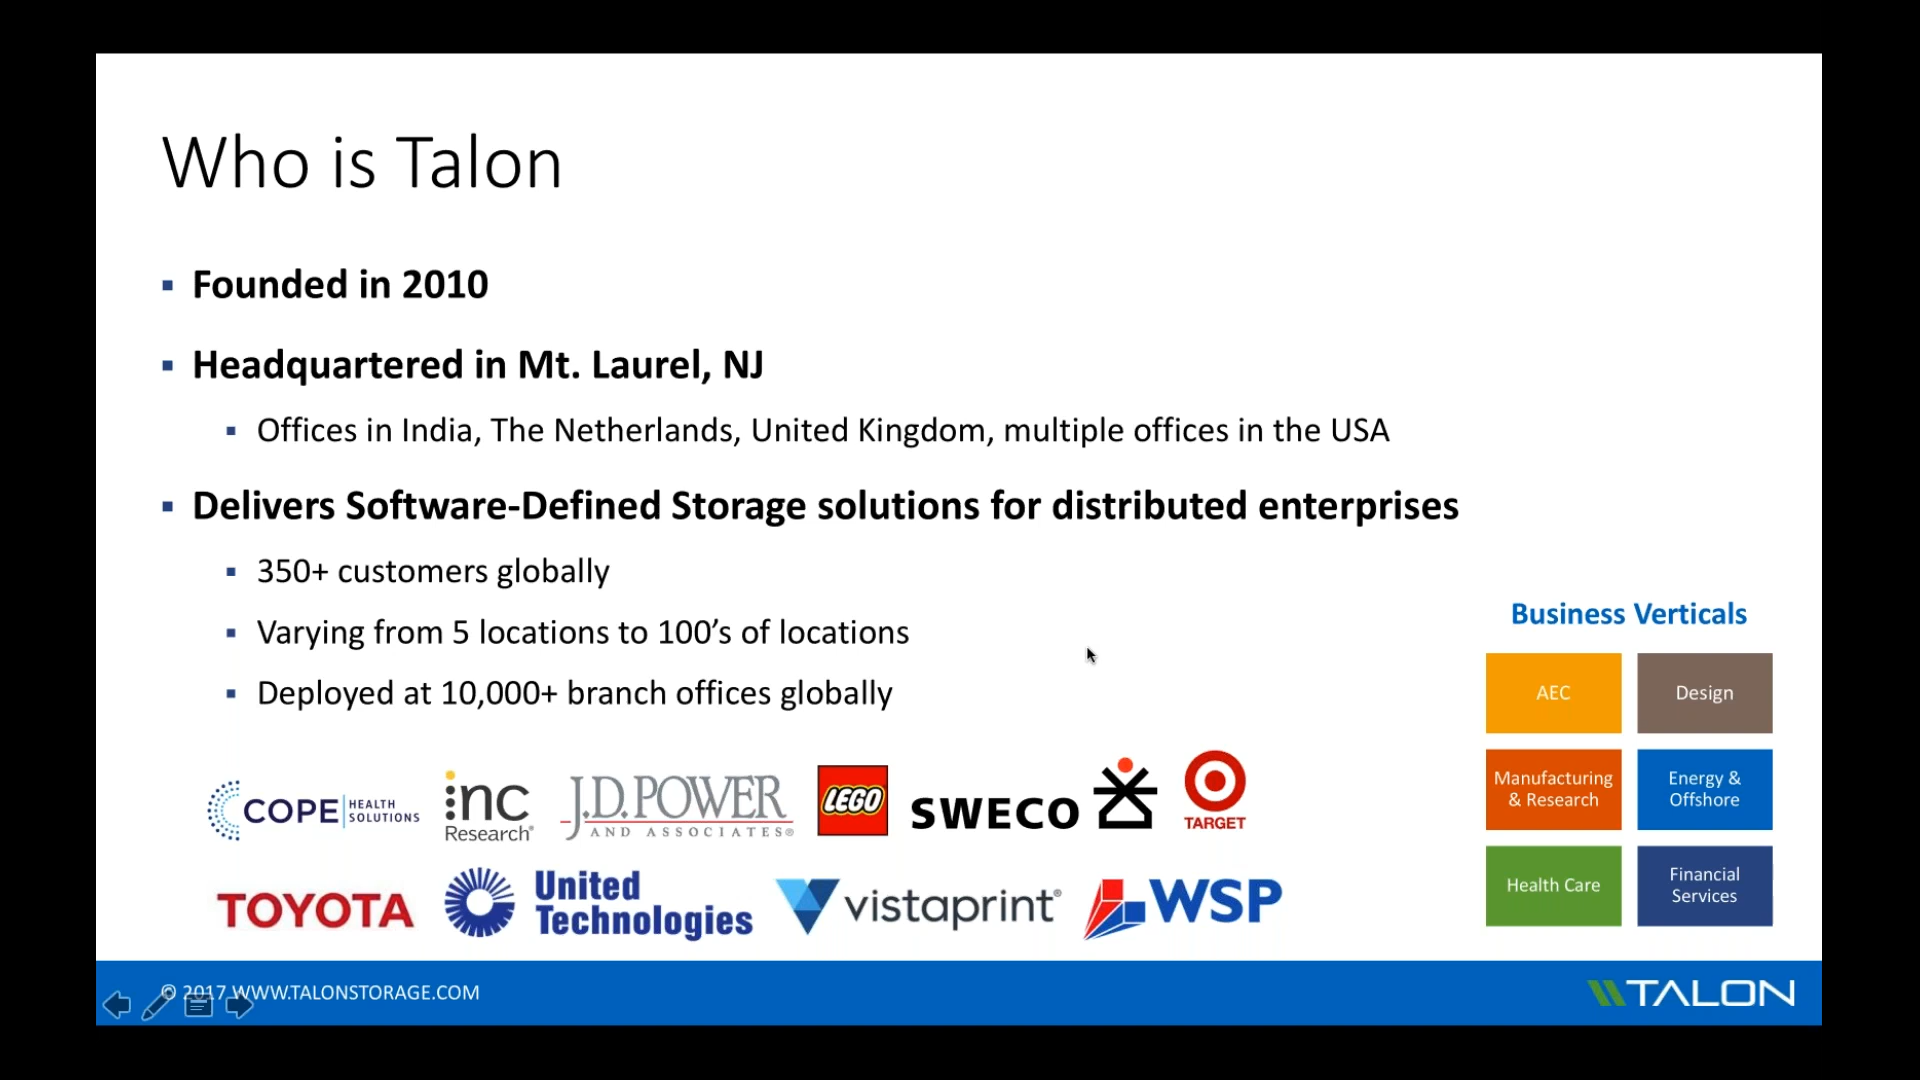 Who is Talon
▪ Founded in 2010
▪ Headquartered in Mt. Laurel, NJ
▪ Offices in India, The Netherlands, United Kingdom, multiple offices in the USA
▪ Delivers Software-Defined Storage solutions for distributed enterprises
▪ 350+ customers globally
▪ Varying from 5 locations to 100’s of locations
▪ Deployed at 10,000+ branch offices globally
Business Verticals
AEC
Design
Manufacturing
& Research
Energy &
Offshore
Health Care
Financial
Services
COPE HEALTH
SOLUTIONS
inc
Research®
J.D. POWER
AND ASSOCIATES®
LEGO
SWECO
TARGET
TOYOTA
United
Technologies
vistaprint®
WSP
© 2017 WWW.TALONSTORAGE.COM
TALON